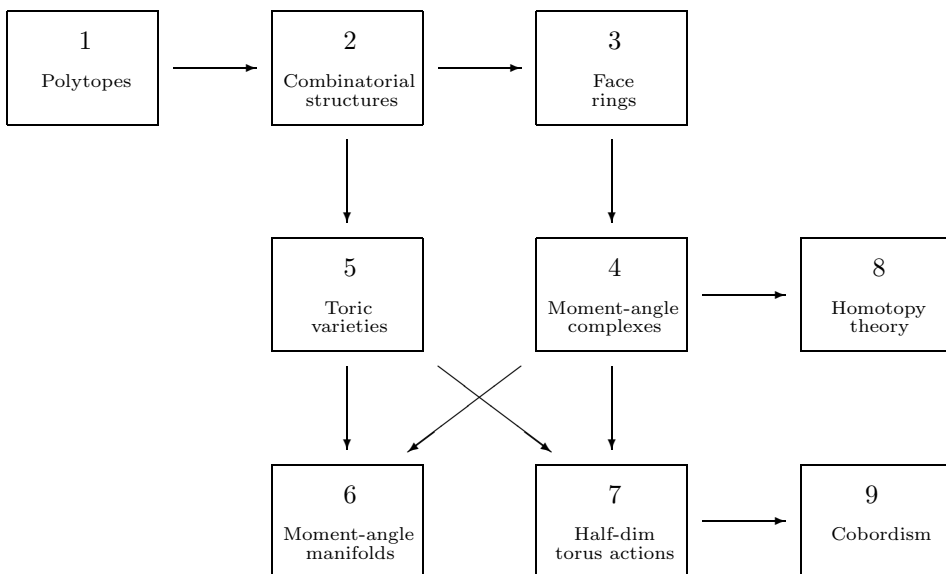 1
Polytopes
2
Combinatorial
structures
3
Face
rings
5
Toric
varieties
4
Moment-angle
complexes
8
Homotopy
theory
6
Moment-angle
manifolds
7
Half-dim
torus actions
9
Cobordism